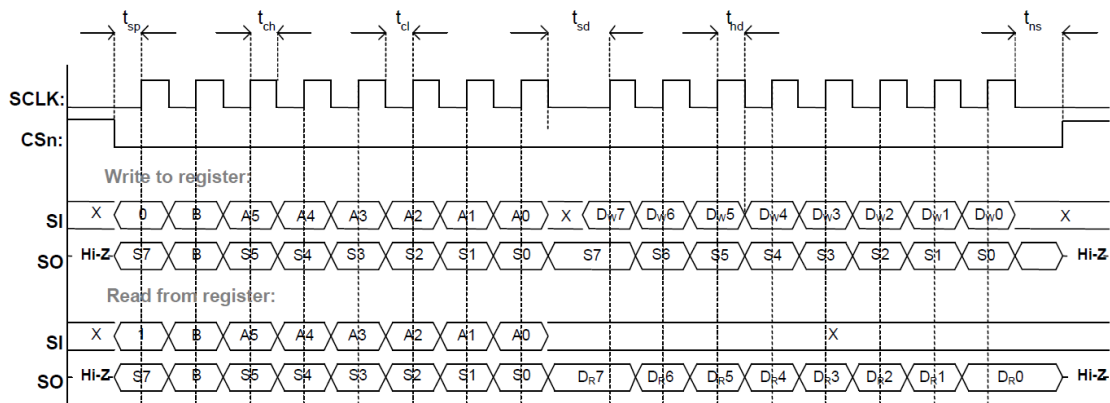 tsp tch tcl tsd thd tns
SCLK:
CSn:
Write to register:
SI X 0 B A5 A4 A3 A2 A1 A0 X DW7 DW6 DW5 DW4 DW3 DW2 DW1 DW0 X
SO Hi-Z S7 B S5 S4 S3 S2 S1 S0 S7 S6 S5 S4 S3 S2 S1 S0 Hi-Z
Read from register:
SI X 1 B A5 A4 A3 A2 A1 A0 X
SO Hi-Z S7 B S5 S4 S3 S2 S1 S0 DR7 DR6 DR5 DR4 DR3 DR2 DR1 DR0 Hi-Z